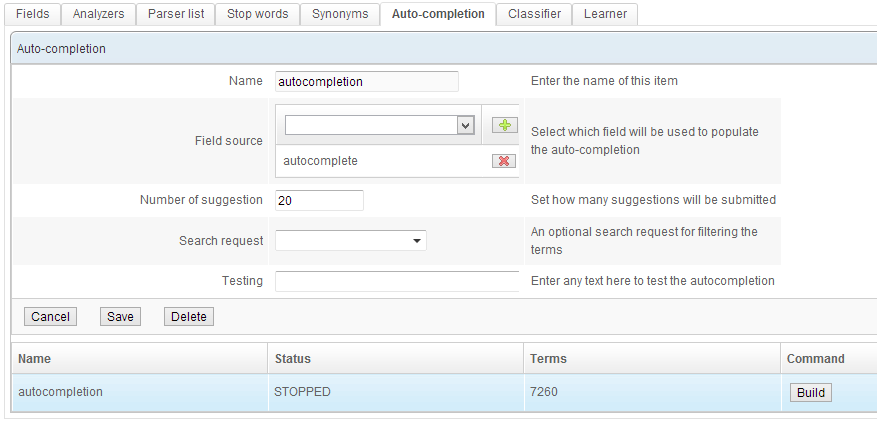 Fields Analyzers Parser list Stop words Synonyms Auto-completion Classifier Learner
Auto-completion
Name autocompletion Enter the name of this item
Field source
autocomplete
Select which field will be used to populate
the auto-completion
Number of suggestion 20 Set how many suggestions will be submitted
Search request
An optional search request for filtering the
terms
Testing Enter any text here to test the autocompletion
Cancel Save Delete
Name Status Terms Command
autocompletion STOPPED 7260 Build